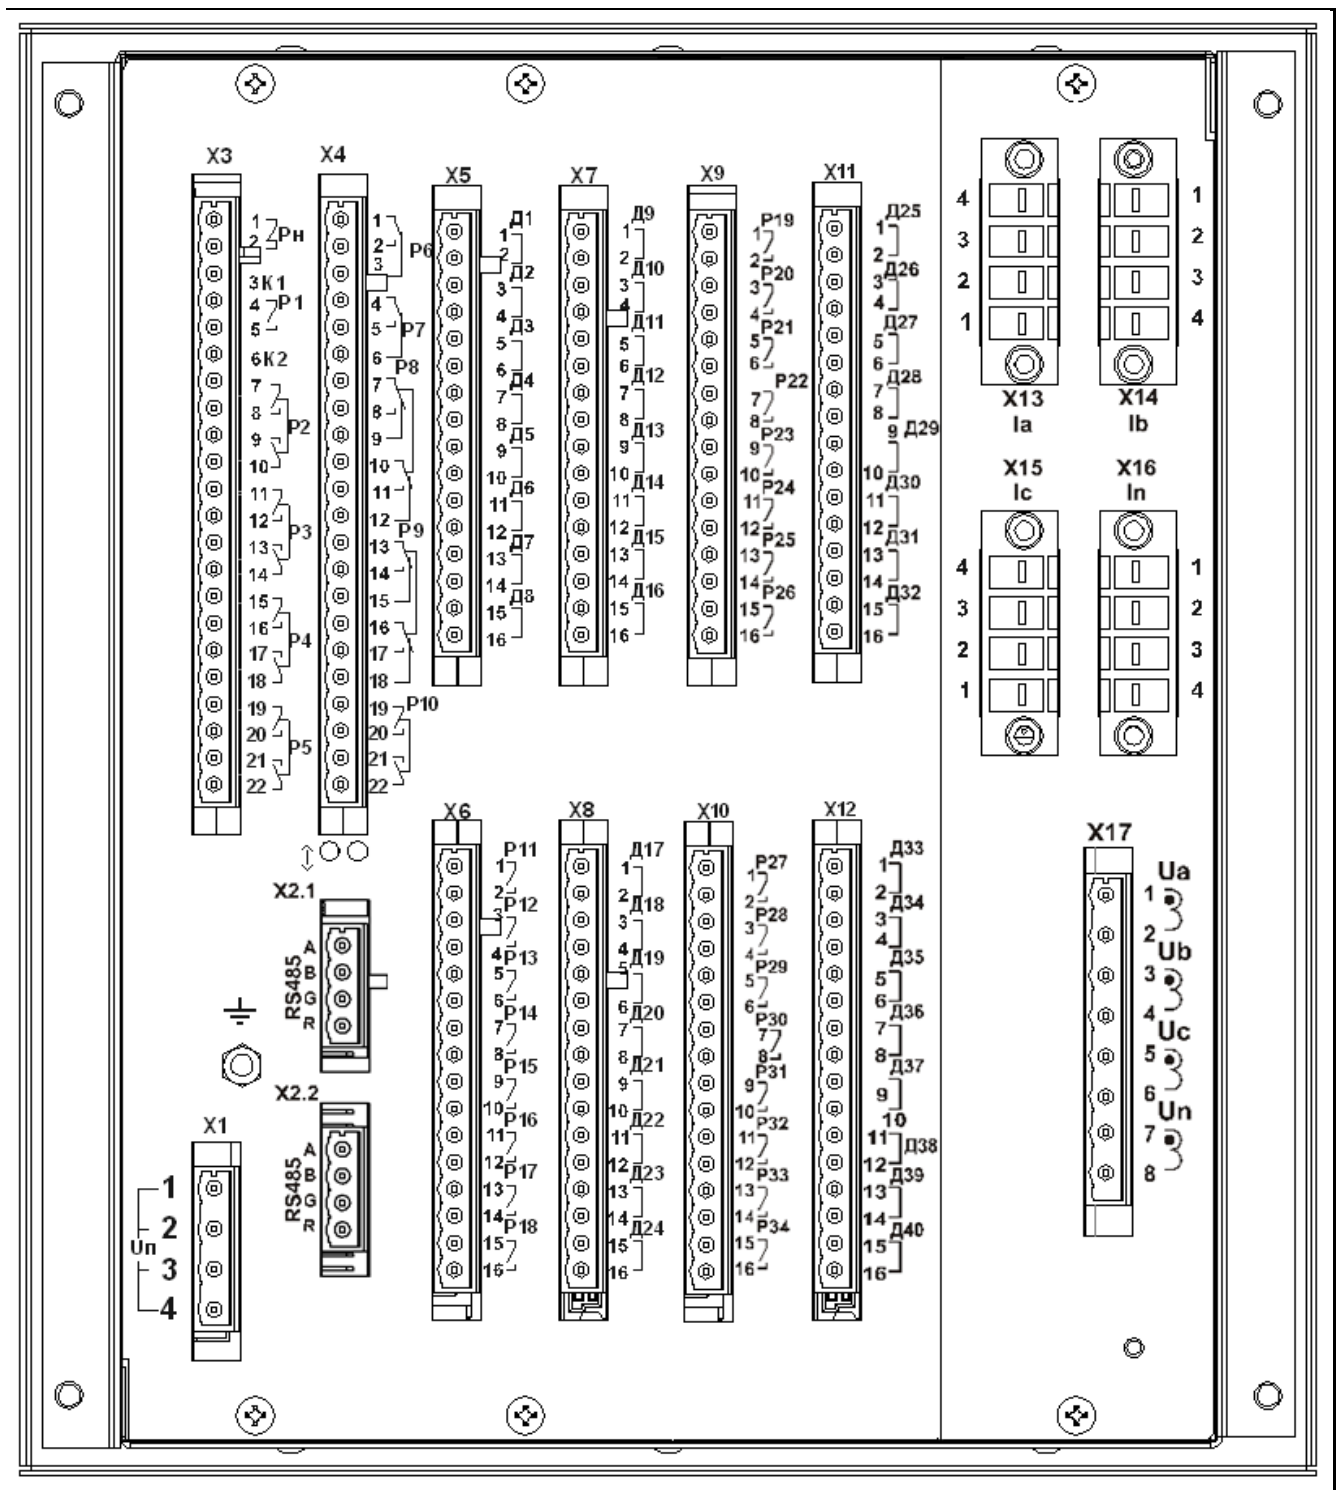 X3
1
2
Рн
3К1
4
5
Р1
6К2
7
8
9
10
Р2
11
12
13
14
Р3
15
16
17
18
Р4
19
20
21
22
Р5
X4
1
2
3
Р6
4
5
6
Р7
Р8
7
8
9
10
11
12
Р9
13
14
15
16
17
18
19
20
21
22
Р10
X5
Д1
1
2
Д2
3
4
Д3
5
6
Д4
7
8
Д5
9
10
Д6
11
12
Д7
13
14
Д8
15
16
X7
Д9
1
2
Д10
3
4
Д11
5
6
Д12
7
8
Д13
9
10
Д14
11
12
Д15
13
14
Д16
15
16
X9
Р19
1
2
Р20
3
4
Р21
5
6
Р22
7
8
Р23
9
10
Р24
11
12
Р25
13
14
Р26
15
16
X11
Д25
1
2
Д26
3
4
Д27
5
6
Д28
7
8
9 Д29
10
Д30
11
12
Д31
13
14
Д32
15
16
4
3
2
1
X13
Ia
1
2
3
4
X14
Ib
X15
Ic
4
3
2
1
X16
In
1
2
3
4
X2.1
RS485
A
B
G
R
X2.2
RS485
A
B
G
R
X1
1
2
Uп
3
4
X6
Р11
1
2
Р12
3
4
Р13
5
6
Р14
7
8
Р15
9
10
Р16
11
12
Р17
13
14
Р18
15
16
X8
Д17
1
2
Д18
3
4
Д19
5
6
Д20
7
8
Д21
9
10
Д22
11
12
Д23
13
14
Д24
15
16
X10
Р27
1
2
Р28
3
4
Р29
5
6
Р30
7
8
Р31
9
10
Р32
11
12
Р33
13
14
Р34
15
16
X12
Д33
1
2
Д34
3
4
Д35
5
6
Д36
7
8
Д37
9
10
11
Д38
12
Д39
13
14
Д40
15
16
X17
Ua
1
2
Ub
3
4
Uc
5
6
Un
7
8